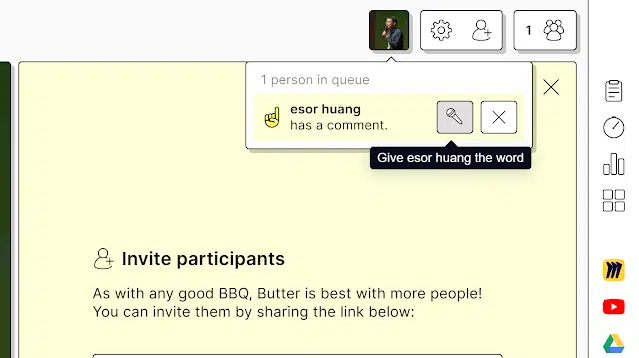 1
1 person in queue
esor huang
has a comment.
Give esor huang the word
Invite participants
As with any good BBQ, Butter is best with more people!
You can invite them by sharing the link below: